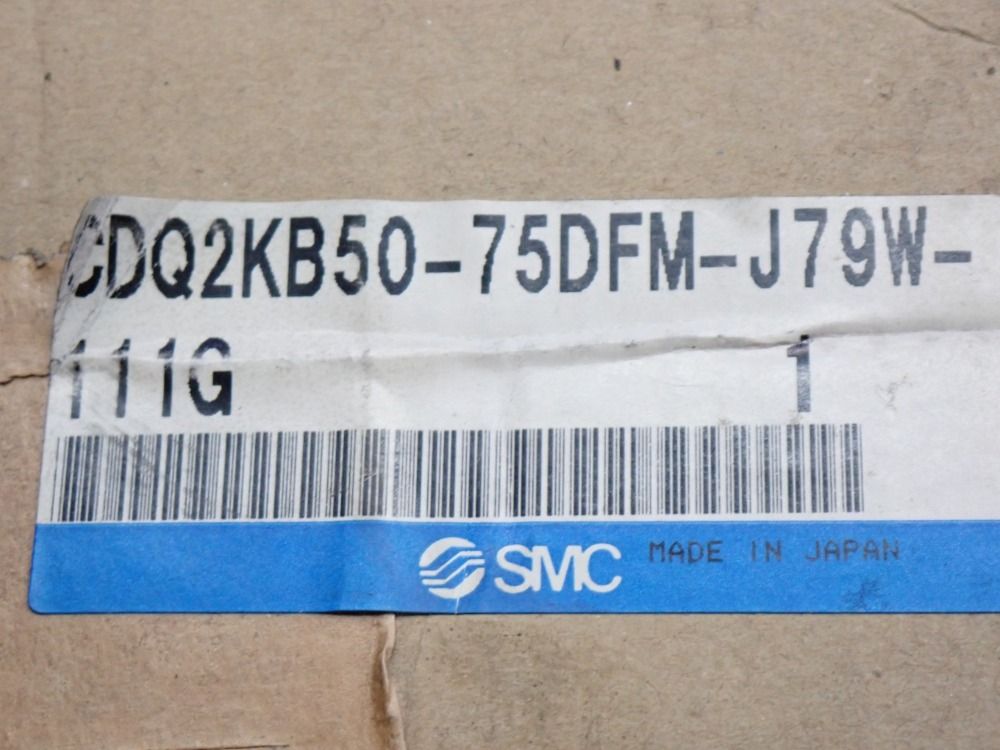 CDQ2KB50-75DFM-J79W-
111G 1
SMC MADE IN JAPAN